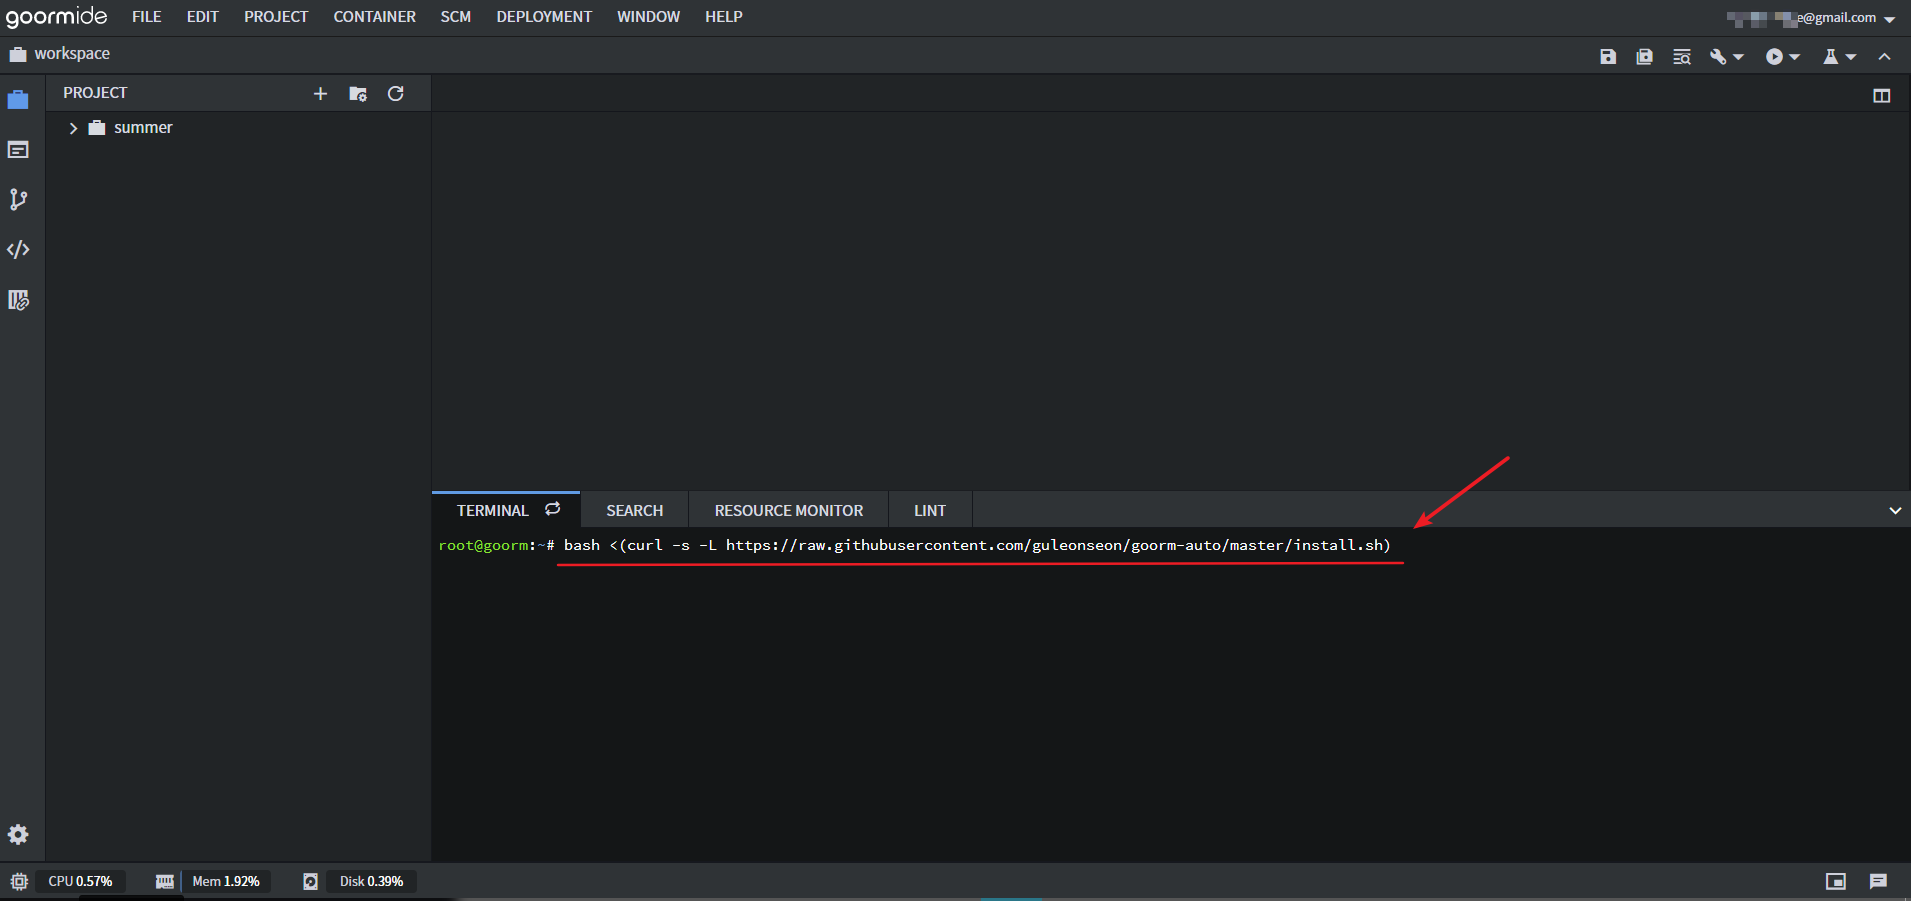 goormide FILE EDIT PROJECT CONTAINER SCM DEPLOYMENT WINDOW HELP e@gmail.com
workspace
PROJECT
summer
TERMINAL SEARCH RESOURCE MONITOR LINT
root@goorm:~# bash <(curl -s -L https://raw.githubusercontent.com/guleonseon/goorm-auto/master/install.sh)
CPU 0.57% Mem 1.92% Disk 0.39%